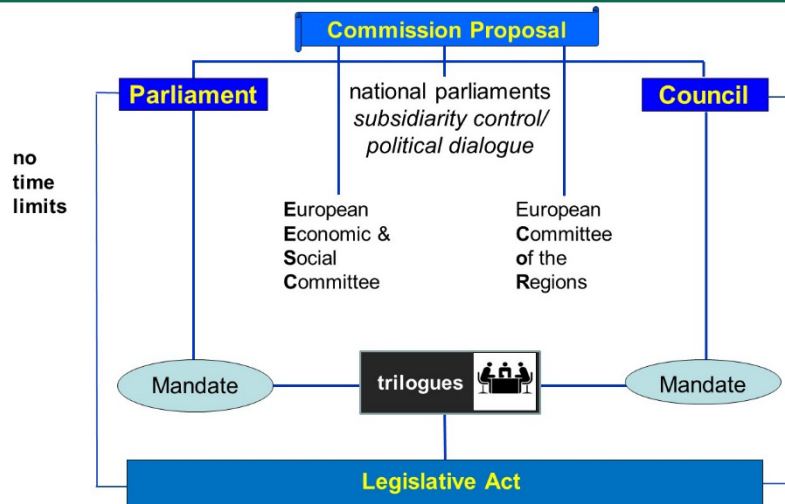 Commission Proposal
Parliament
national parliaments
subsidiarity control/
political dialogue
Council
no
time
limits
European
Economic &
Social
Committee
European
Committee
of the
Regions
Mandate
trilogues
Mandate
Legislative Act